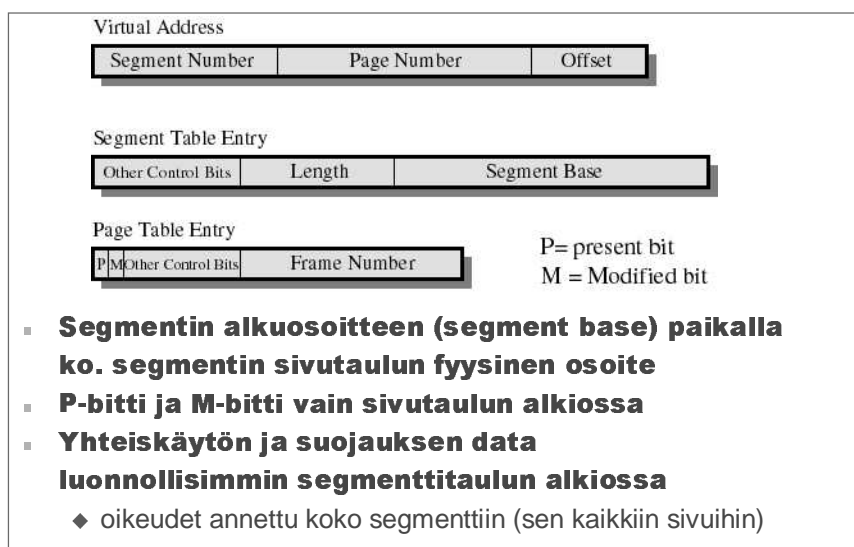 Virtual Address
Segment Number Page Number Offset
Segment Table Entry
Other Control Bits Length Segment Base
Page Table Entry
P M Other Control Bits Frame Number
P= present bit
M = Modified bit
Segmentin alkuosoitteen (segment base) paikalla
ko. segmentin sivutaulun fyysinen osoite
P-bitti ja M-bitti vain sivutaulun alkiossa
Yhteiskäytön ja suojauksen data
luonnollisimmin segmenttitaulun alkiossa
oikeudet annettu koko segmenttiin (sen kaikkiin sivuihin)